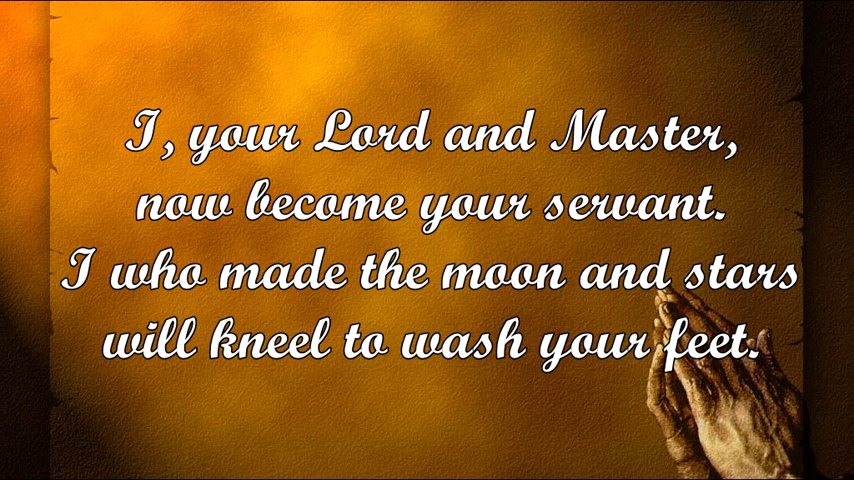 I, your Lord and Master,
now become your servant.
I who made the moon and stars
will kneel to wash your feet.